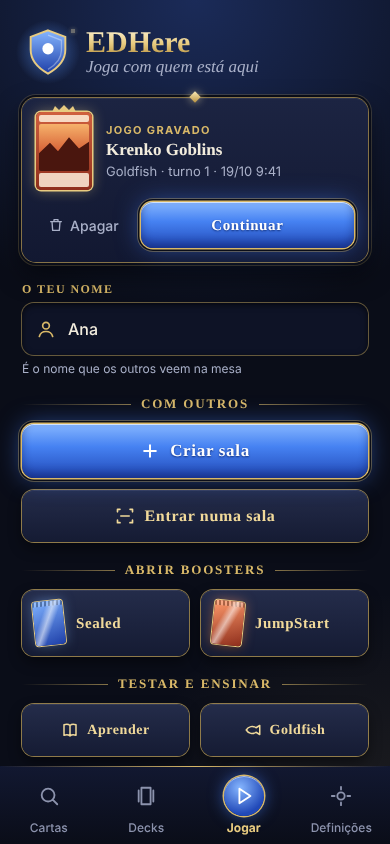 EDHere
Joga com quem está aqui
JOGO GRAVADO
Krenko Goblins
Goldfish · turno 1 · 19/10 9:41
Apagar
Continuar
O TEU NOME
Ana
É o nome que os outros veem na mesa
COM OUTROS
Criar sala
Entrar numa sala
ABRIR BOOSTERS
Sealed
JumpStart
TESTAR E ENSINAR
Aprender
Goldfish
Cartas
Decks
Jogar
Definições